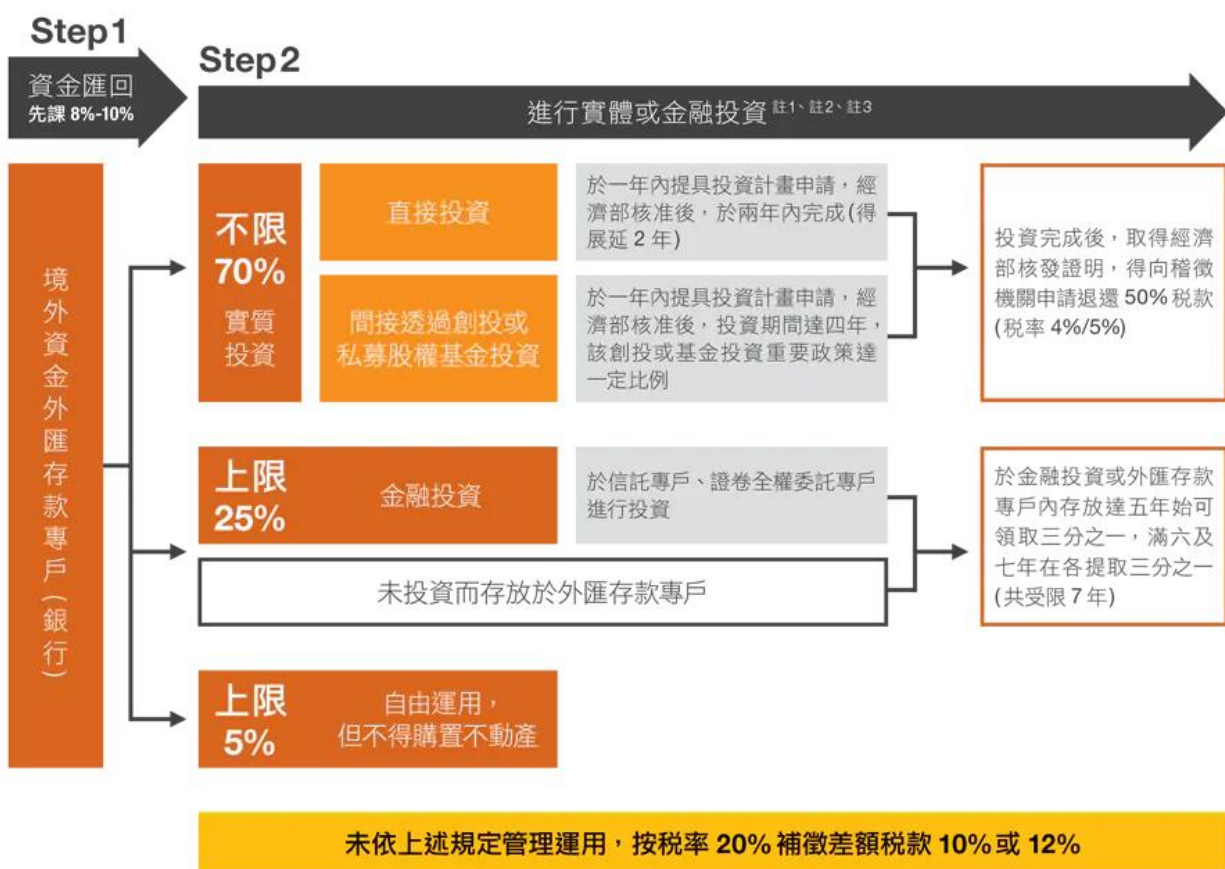 Step1
資金匯回
先課 8%-10%
Step2
進行實體或金融投資 註1、註2、註3
境外資金外匯存款專戶(銀行)
不限
70%
實質
投資
直接投資
於一年內提具投資計畫申請，經
濟部核准後，於兩年內完成(得
展延 2 年)
間接透過創投或
私募股權基金投資
於一年內提具投資計畫申請，經
濟部核准後，投資期間達四年，
該創投或基金投資重要政策達
一定比例
投資完成後，取得經濟
部核發證明，得向稽徵
機關申請退還 50% 稅款
(稅率 4%/5%)
上限
25%
金融投資
於信託專戶、證卷全權委託專戶
進行投資
未投資而存放於外匯存款專戶
於金融投資或外匯存款
專戶內存放達五年始可
領取三分之一，滿六及
七年在各提取三分之一
(共受限 7 年)
上限
5%
自由運用，
但不得購置不動產
未依上述規定管理運用，按稅率 20% 補徵差額稅款 10% 或 12%